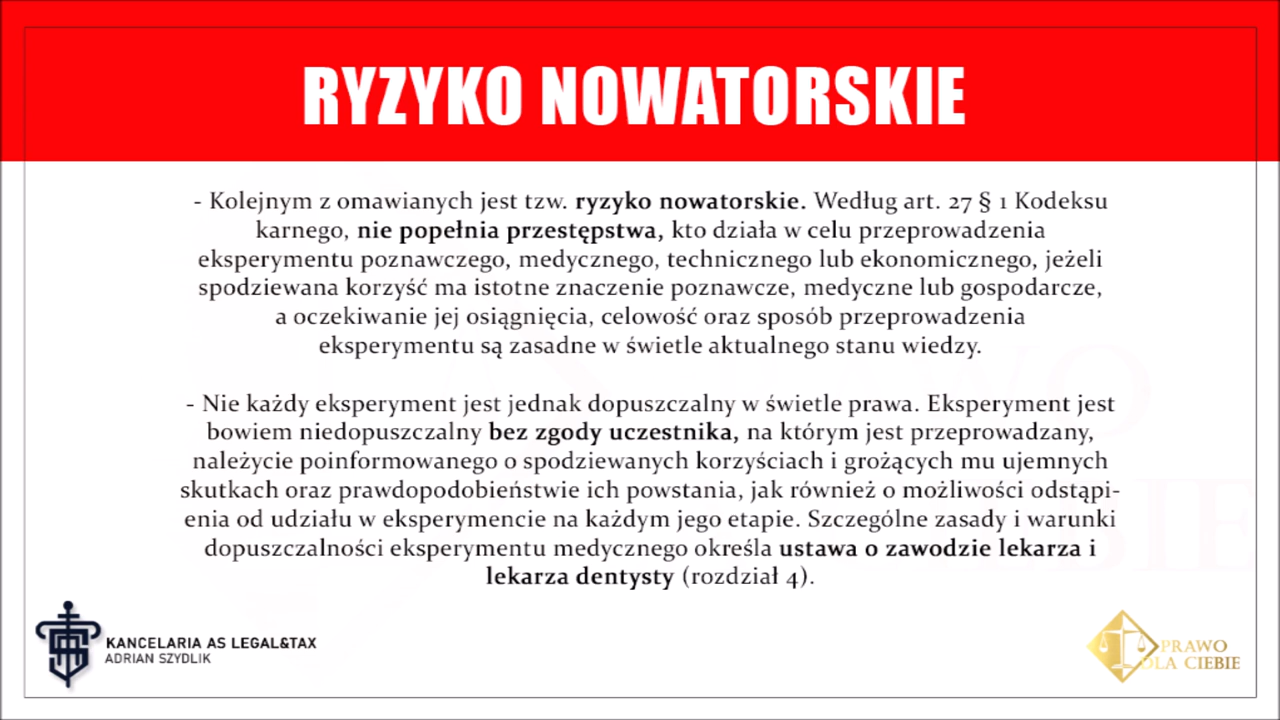 RYZYKO NOWATORSKIE
- Kolejnym z omawianych jest tzw. ryzyko nowatorskie. Według art. 27 § 1 Kodeksu
karnego, nie popełnia przestępstwa, kto działa w celu przeprowadzenia
eksperymentu poznawczego, medycznego, technicznego lub ekonomicznego, jeżeli
spodziewana korzyść ma istotne znaczenie poznawcze, medyczne lub gospodarcze,
a oczekiwanie jej osiągnięcia, celowość oraz sposób przeprowadzenia
eksperymentu są zasadne w świetle aktualnego stanu wiedzy.
- Nie każdy eksperyment jest jednak dopuszczalny w świetle prawa. Eksperyment jest
bowiem niedopuszczalny bez zgody uczestnika, na którym jest przeprowadzany,
należycie poinformowanego o spodziewanych korzyściach i grożących mu ujemnych
skutkach oraz prawdopodobieństwie ich powstania, jak również o możliwości odstąpi-
enia od udziału w eksperymencie na każdym jego etapie. Szczególne zasady i warunki
dopuszczalności eksperymentu medycznego określa ustawa o zawodzie lekarza i
lekarza dentysty (rozdział 4).
KANCELARIA AS LEGAL&TAX
ADRIAN SZYDLIK
PRAWO
DLA CIEBIE